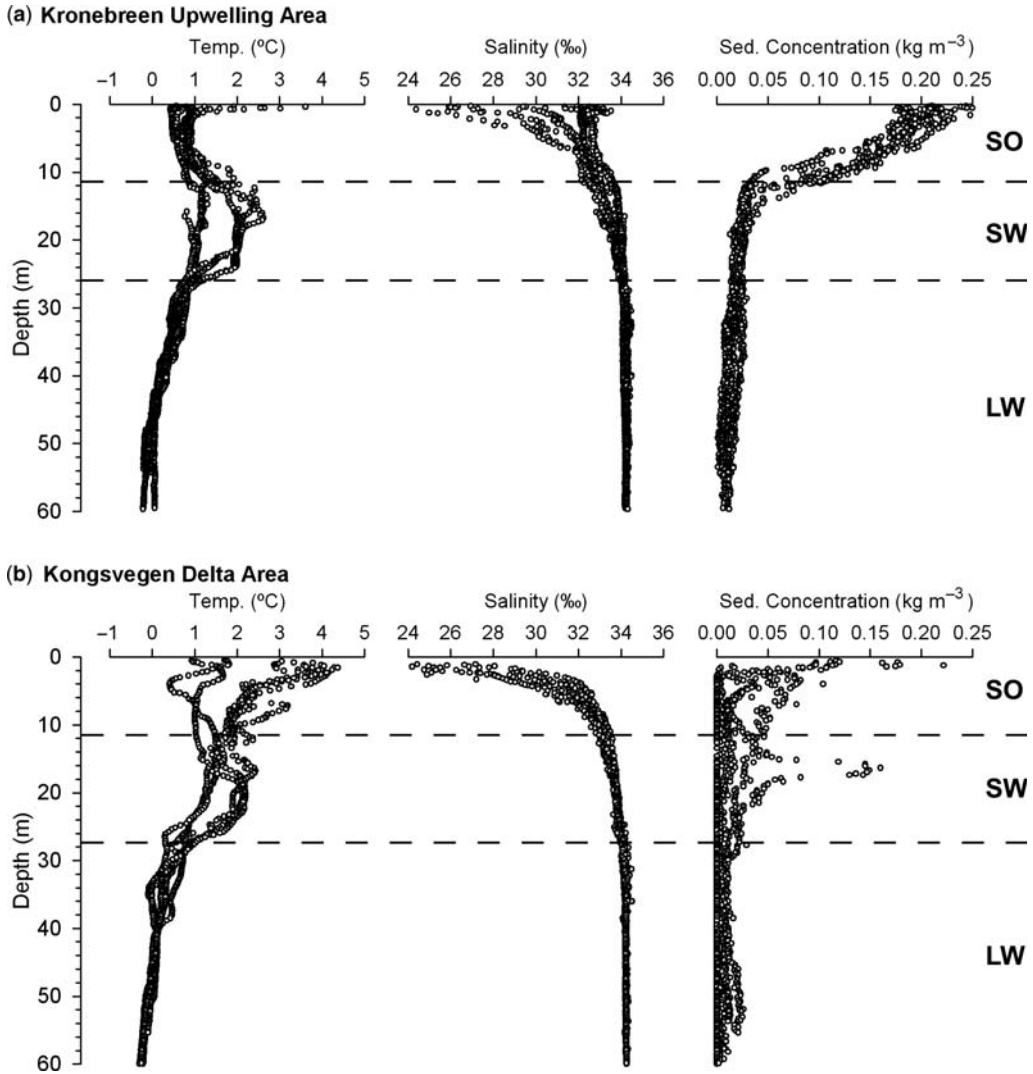 (a) Kronebreen Upwelling Area
Temp. (ºC) Salinity (‰) Sed. Concentration (kg m−3)
−1 0 1 2 3 4 5 24 26 28 30 32 34 36 0.00 0.05 0.10 0.15 0.20 0.25
0
10
20
30
40
50
60
Depth (m)
SO
SW
LW
(b) Kongsvegen Delta Area
Temp. (ºC) Salinity (‰) Sed. Concentration (kg m−3)
−1 0 1 2 3 4 5 24 26 28 30 32 34 36 0.00 0.05 0.10 0.15 0.20 0.25
0
10
20
30
40
50
60
Depth (m)
SO
SW
LW